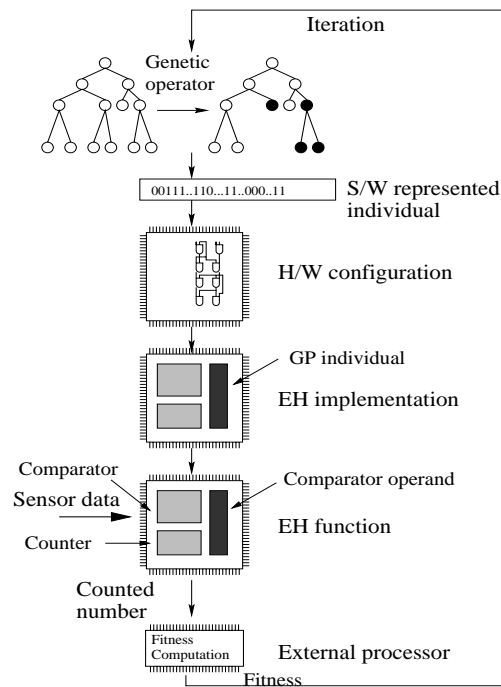 Iteration
Genetic
operator
00111..110...11..000..11
S/W represented
individual
H/W configuration
GP individual
EH implementation
Comparator
Comparator operand
Sensor data
EH function
Counter
Counted
number
Fitness
Computation
External processor
Fitness